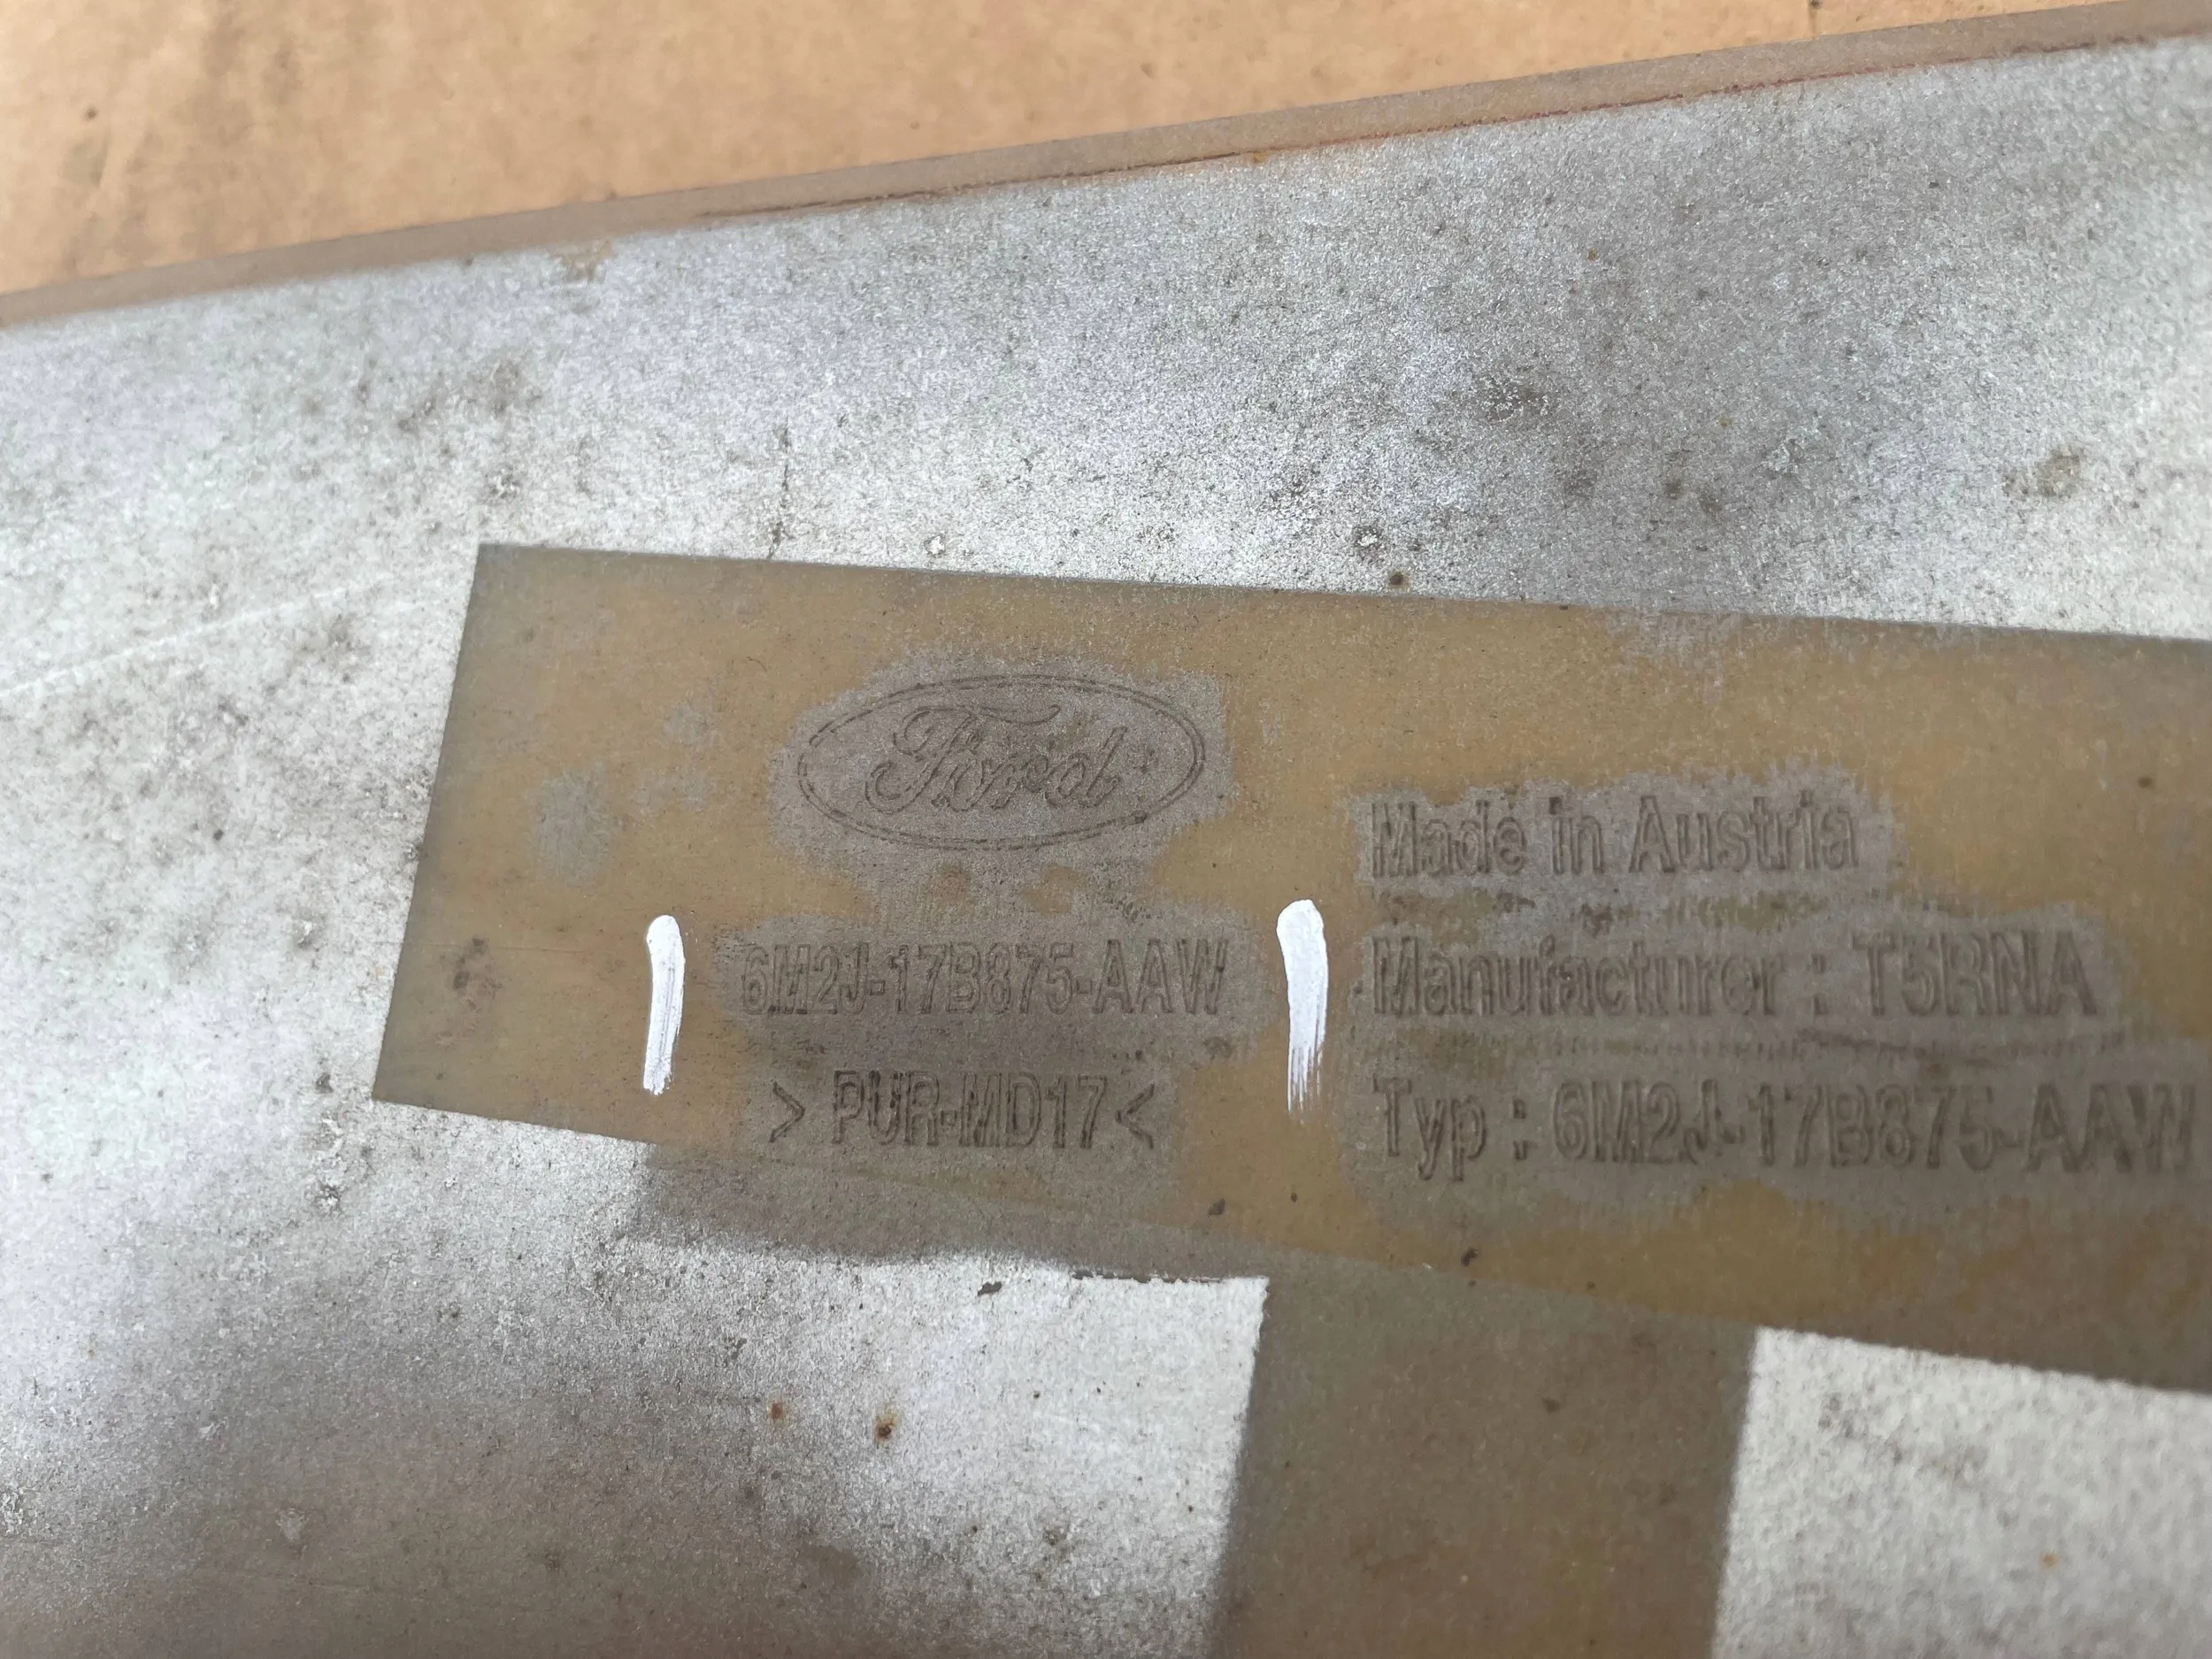 Ford
6M2J-17B875-AAW
> PUR-MD17 <
Made in Austria
Manufacturer : T5RNA
Typ : 6M2J-17B875-AAW